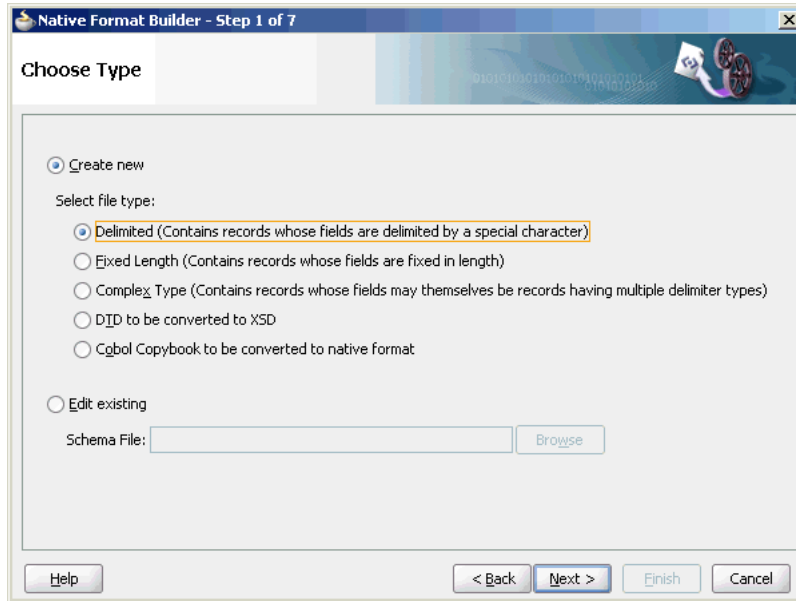 Native Format Builder - Step 1 of 7
Choose Type
01010101010101010101010101
01010101010
Create new
Select file type:
Delimited (Contains records whose fields are delimited by a special character)
Fixed Length (Contains records whose fields are fixed in length)
Complex Type (Contains records whose fields may themselves be records having multiple delimiter types)
DTD to be converted to XSD
Cobol Copybook to be converted to native format
Edit existing
Schema File: Browse
Help < Back Next > Finish Cancel